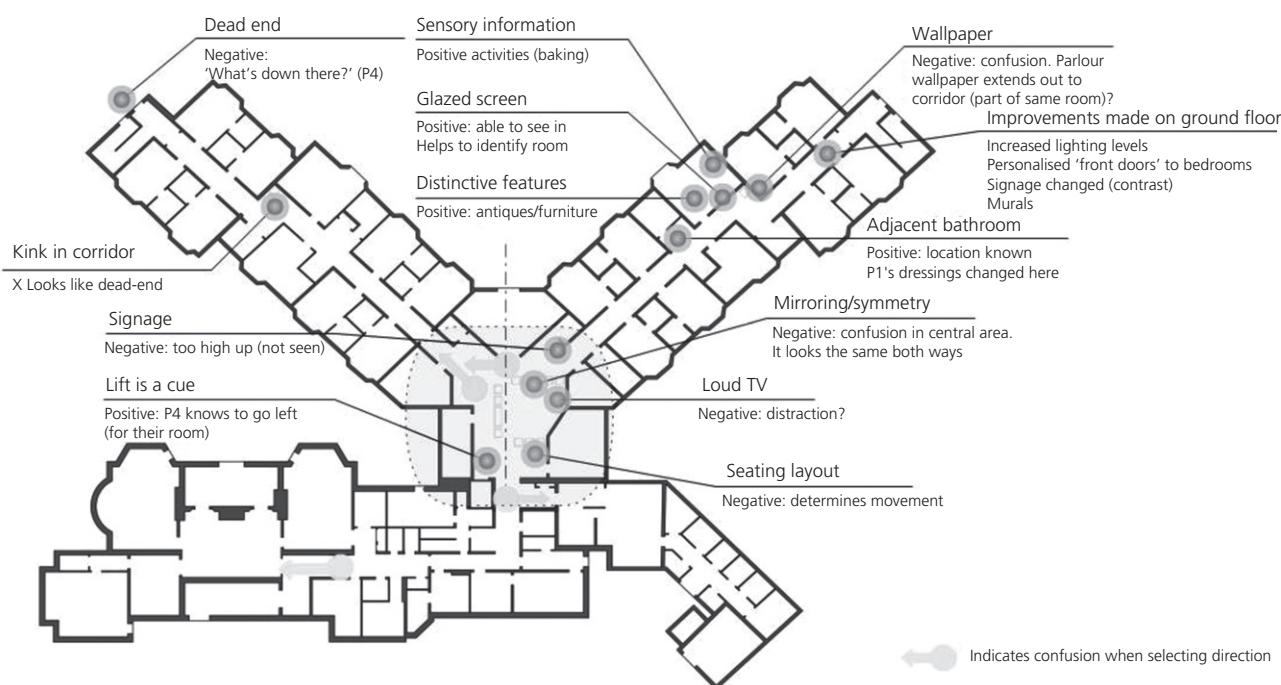 Dead end
Negative:
‘What’s down there?’ (P4)
Sensory information
Positive activities (baking)
Glazed screen
Positive: able to see in
Helps to identify room
Distinctive features
Positive: antiques/furniture
Wallpaper
Negative: confusion. Parlour
wallpaper extends out to
corridor (part of same room)?
Improvements made on ground floor
Increased lighting levels
Personalised ‘front doors’ to bedrooms
Signage changed (contrast)
Murals
Adjacent bathroom
Positive: location known
P1's dressings changed here
Kink in corridor
X Looks like dead-end
Mirroring/symmetry
Negative: confusion in central area.
It looks the same both ways
Signage
Negative: too high up (not seen)
Lift is a cue
Positive: P4 knows to go left
(for their room)
Loud TV
Negative: distraction?
Seating layout
Negative: determines movement
Indicates confusion when selecting direction